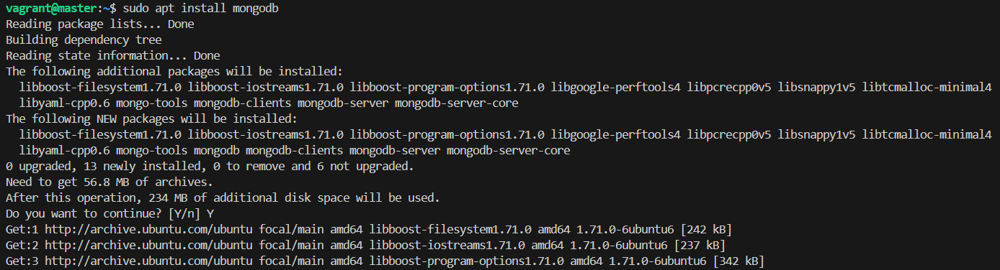 vagrant@master:~$ sudo apt install mongodb
Reading package lists... Done
Building dependency tree
Reading state information... Done
The following additional packages will be installed:
  libboost-filesystem1.71.0 libboost-iostreams1.71.0 libboost-program-options1.71.0 libgoogle-perftools4 libpcrecpp0v5 libsnappy1v5 libtcmalloc-minimal4
  libyaml-cpp0.6 mongo-tools mongodb-clients mongodb-server mongodb-server-core
The following NEW packages will be installed:
  libboost-filesystem1.71.0 libboost-iostreams1.71.0 libboost-program-options1.71.0 libgoogle-perftools4 libpcrecpp0v5 libsnappy1v5 libtcmalloc-minimal4
  libyaml-cpp0.6 mongo-tools mongodb mongodb-clients mongodb-server mongodb-server-core
0 upgraded, 13 newly installed, 0 to remove and 6 not upgraded.
Need to get 56.8 MB of archives.
After this operation, 234 MB of additional disk space will be used.
Do you want to continue? [Y/n] Y
Get:1 http://archive.ubuntu.com/ubuntu focal/main amd64 libboost-filesystem1.71.0 amd64 1.71.0-6ubuntu6 [242 kB]
Get:2 http://archive.ubuntu.com/ubuntu focal/main amd64 libboost-iostreams1.71.0 amd64 1.71.0-6ubuntu6 [237 kB]
Get:3 http://archive.ubuntu.com/ubuntu focal/main amd64 libboost-program-options1.71.0 amd64 1.71.0-6ubuntu6 [342 kB]